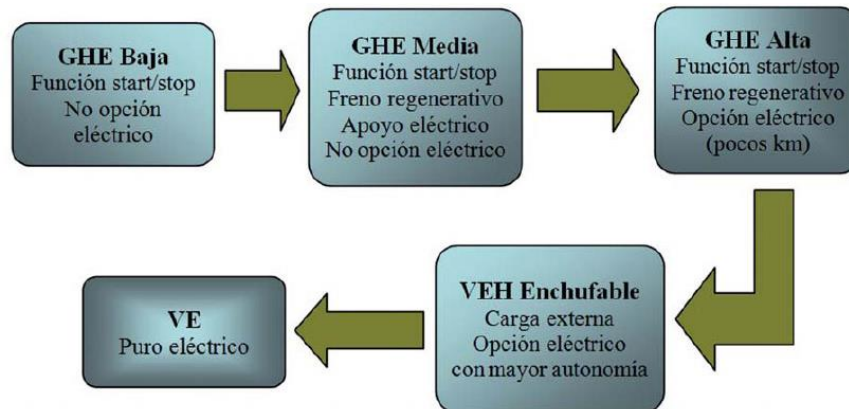 GHE Baja
Función start/stop
No opción
eléctrico
GHE Media
Función start/stop
Freno regenerativo
Apoyo eléctrico
No opción eléctrico
GHE Alta
Función start/stop
Freno regenerativo
Opción eléctrico
(pocos km)
VEH Enchufable
Carga externa
Opción eléctrico
con mayor autonomía
VE
Puro eléctrico